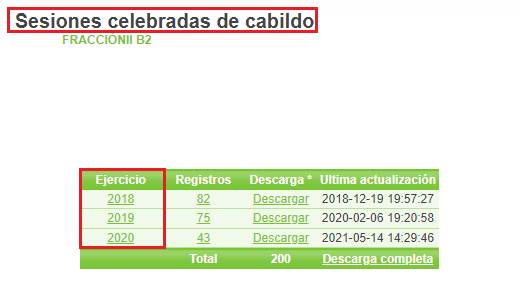 Sesiones celebradas de cabildo
FRACCIONII B2
Ejercicio Registros Descarga * Ultima actualización
2018 82 Descargar 2018-12-19 19:57:27
2019 75 Descargar 2020-02-06 19:20:58
2020 43 Descargar 2021-05-14 14:29:46
Total 200 Descarga completa